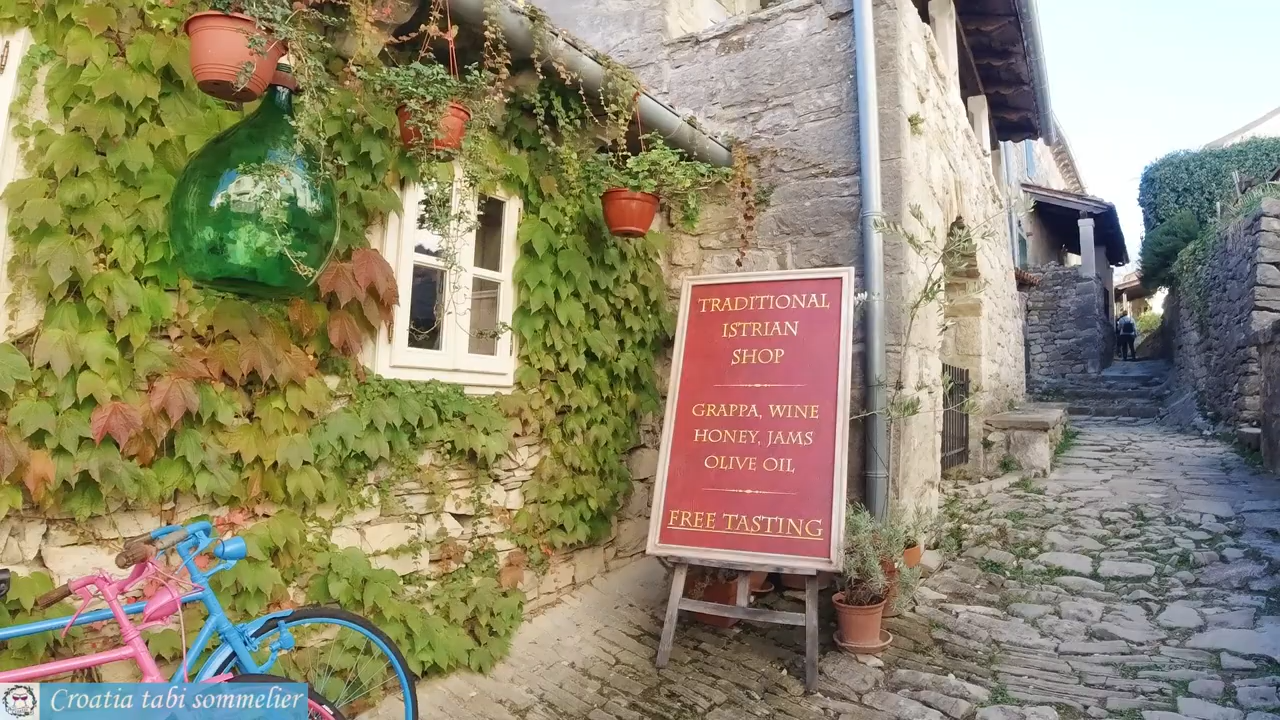 TRADITIONAL
ISTRIAN
SHOP
GRAPPA, WINE
HONEY, JAMS
OLIVE OIL
FREE TASTING
Croatia tabi sommelier